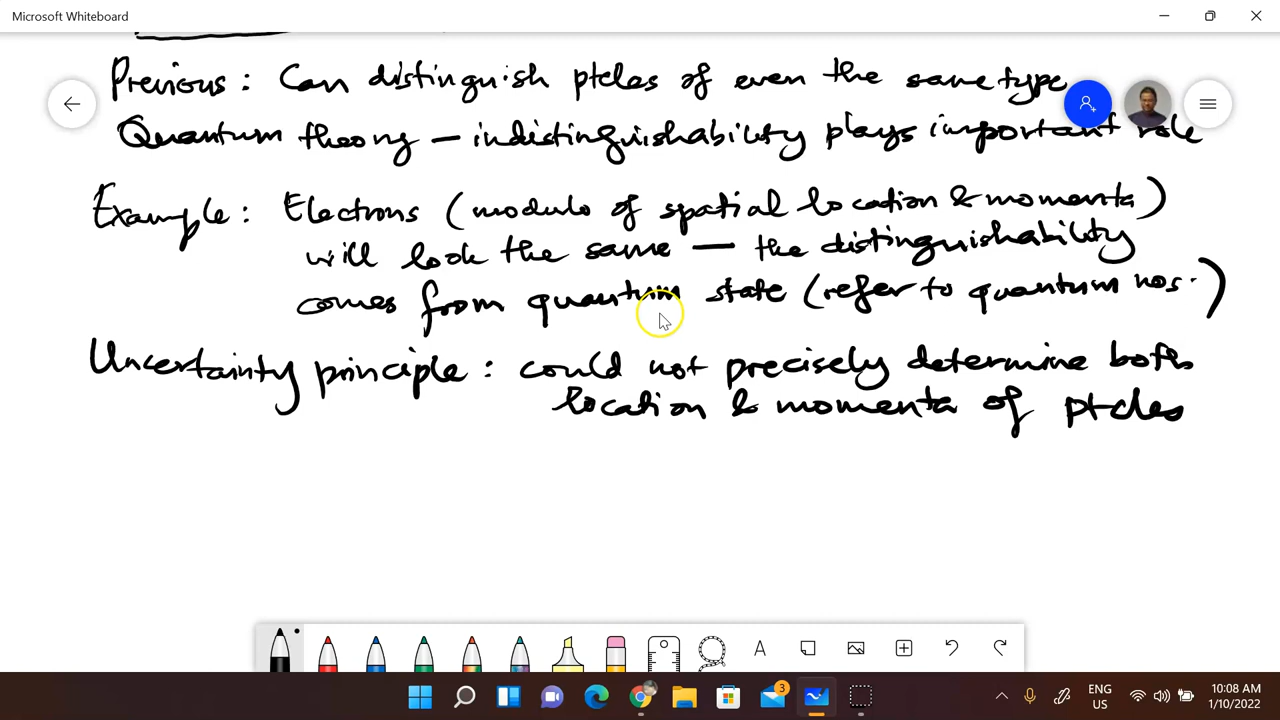 Microsoft Whiteboard
Previous: Can distinguish ptcles of even the same type
Quantum theory — indistinguishability plays important role
Example: Electrons (modulo of spatial location & momenta)
will look the same — the distinguishability
comes from quantum state (refer to quantum nos.)
Uncertainty principle: could not precisely determine both
location & momenta of ptcles
A
3
ENG
US
10:08 AM
1/10/2022